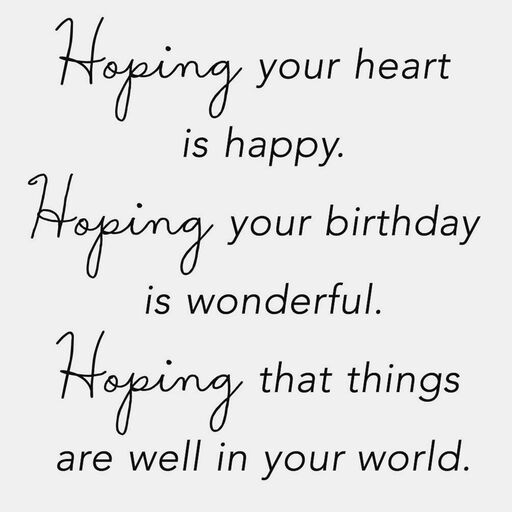 Hoping your heart
is happy.
Hoping your birthday
is wonderful.
Hoping that things
are well in your world.